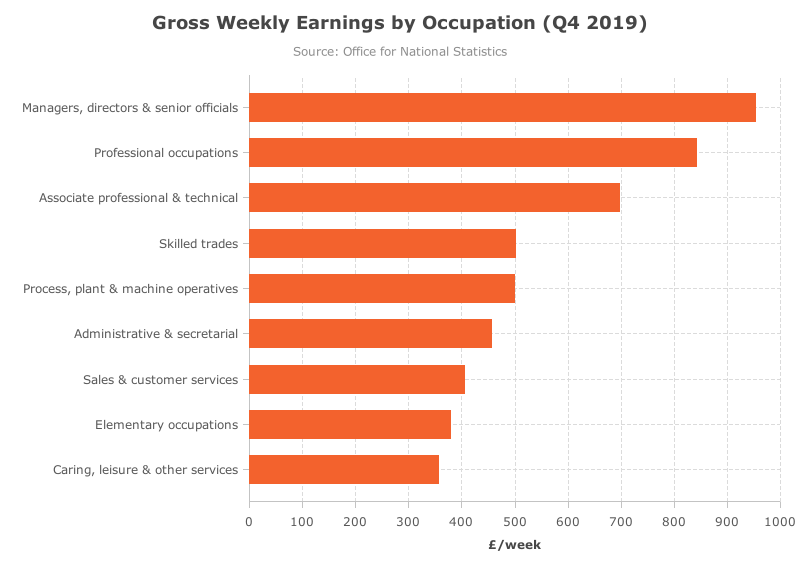 Gross Weekly Earnings by Occupation (Q4 2019)
Source: Office for National Statistics
Managers, directors & senior officials
Professional occupations
Associate professional & technical
Skilled trades
Process, plant & machine operatives
Administrative & secretarial
Sales & customer services
Elementary occupations
Caring, leisure & other services
0 100 200 300 400 500 600 700 800 900 1000
£/week